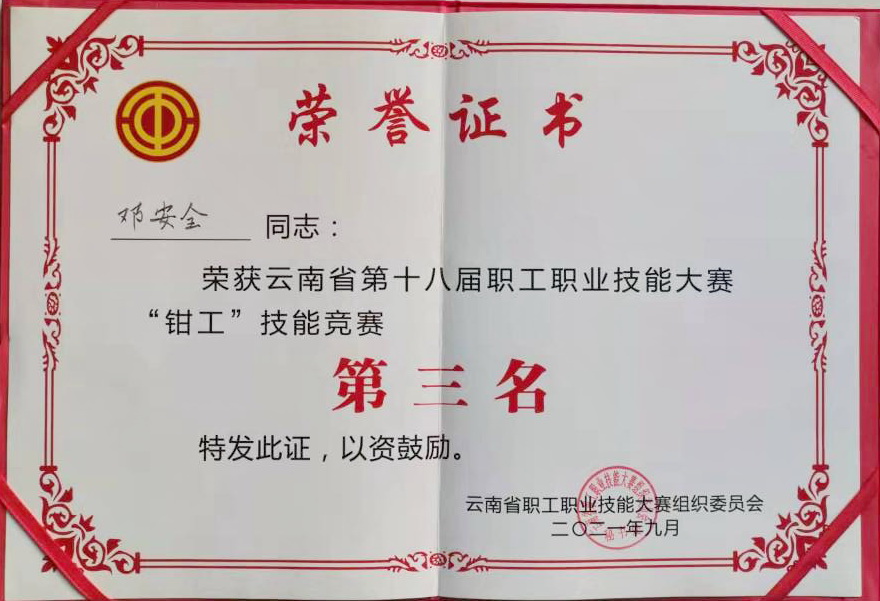 荣誉证书
邓安全 同志：
荣获云南省第十八届职工职业技能大赛
“钳工”技能竞赛
第三名
特发此证，以资鼓励。
云南省职工职业技能大赛组织委员会
二〇二一年九月